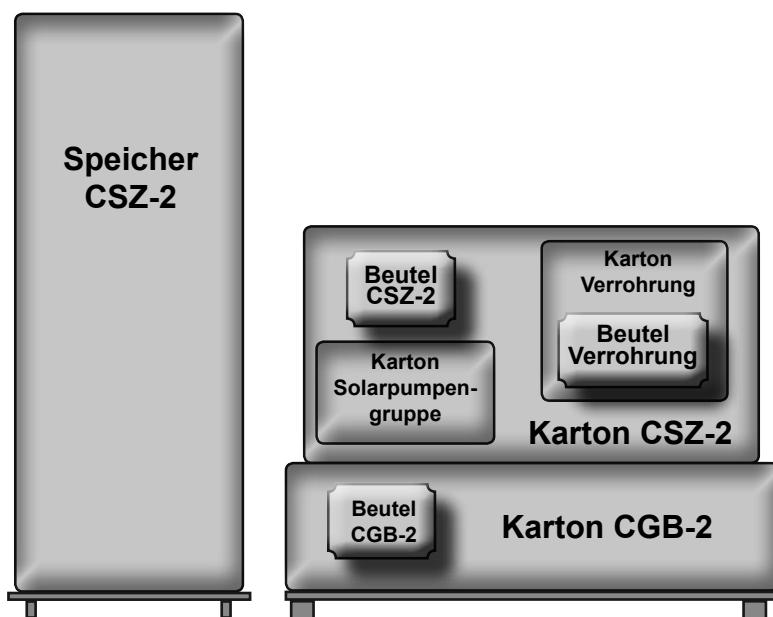 Speicher
CSZ-2
Beutel
CSZ-2
Karton
Verrohrung
Beutel
Verrohrung
Karton
Solarpumpen-
gruppe
Karton CSZ-2
Beutel
CGB-2
Karton CGB-2